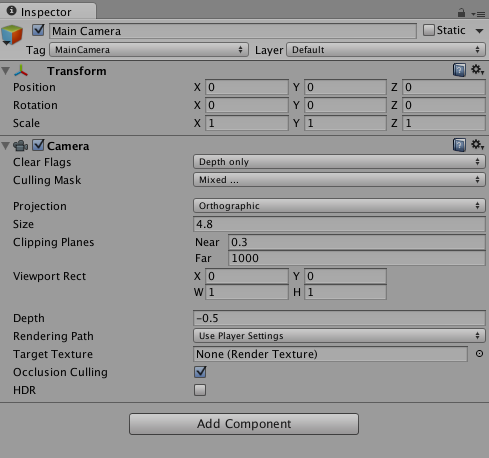 Inspector
Main Camera Static
Tag MainCamera Layer Default
Transform
Position X 0 Y 0 Z 0
Rotation X 0 Y 0 Z 0
Scale X 1 Y 1 Z 1
Camera
Clear Flags Depth only
Culling Mask Mixed ...
Projection Orthographic
Size 4.8
Clipping Planes Near 0.3
Far 1000
Viewport Rect X 0 Y 0
W 1 H 1
Depth -0.5
Rendering Path Use Player Settings
Target Texture None (Render Texture)
Occlusion Culling
HDR
Add Component